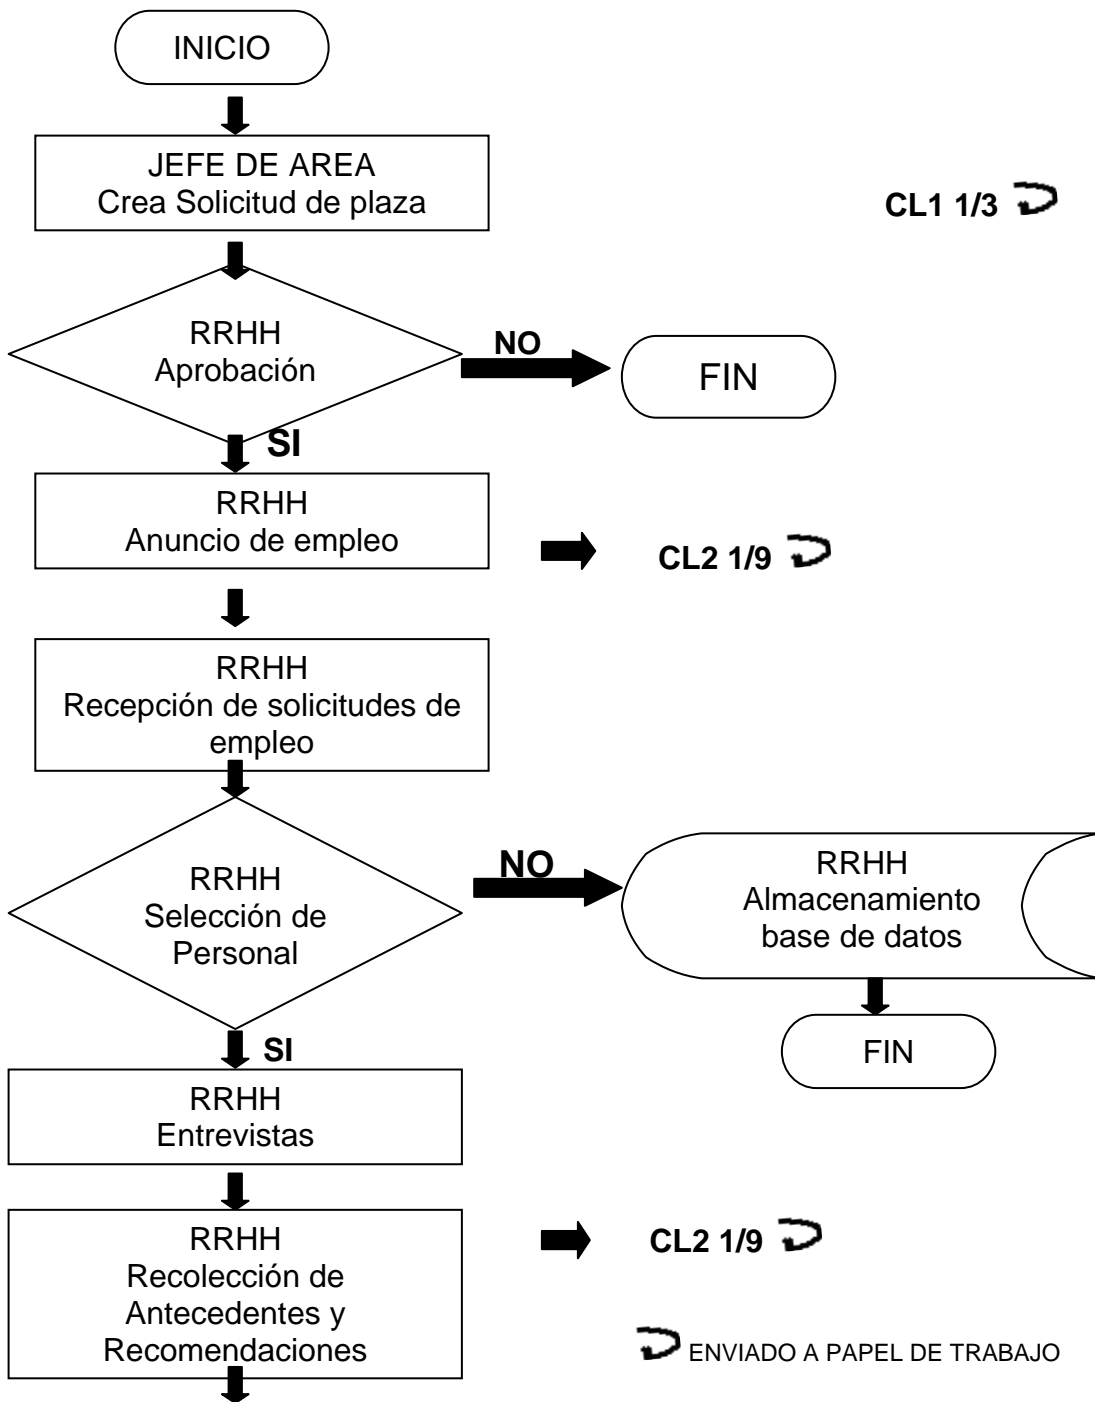 INICIO
JEFE DE AREA
Crea Solicitud de plaza
CL1 1/3
RRHH
Aprobación
NO
FIN
SI
RRHH
Anuncio de empleo
CL2 1/9
RRHH
Recepción de solicitudes de
empleo
RRHH
Selección de
Personal
NO
RRHH
Almacenamiento
base de datos
FIN
SI
RRHH
Entrevistas
RRHH
Recolección de
Antecedentes y
Recomendaciones
CL2 1/9
ENVIADO A PAPEL DE TRABAJO